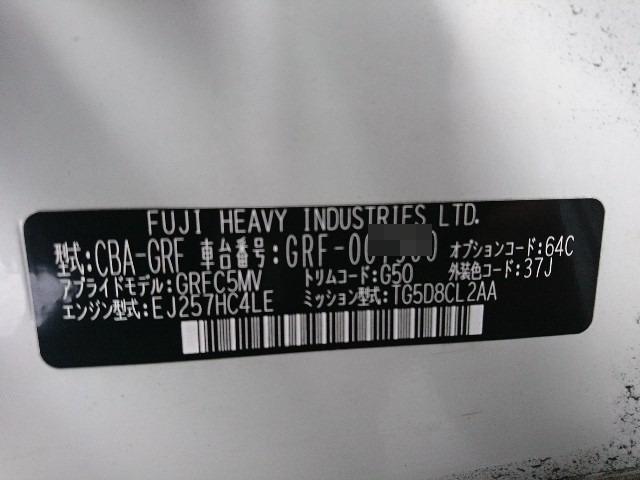 FUJI HEAVY INDUSTRIES LTD.
型式:CBA-GRF 車台番号:GRF-00 オプションコード:64C
アプライドモデル:GRFC5MV トリムコード:G50 外装色コード:37J
エンジン型式:EJ257HC4LE ミッション型式:TG5D8CL2AA